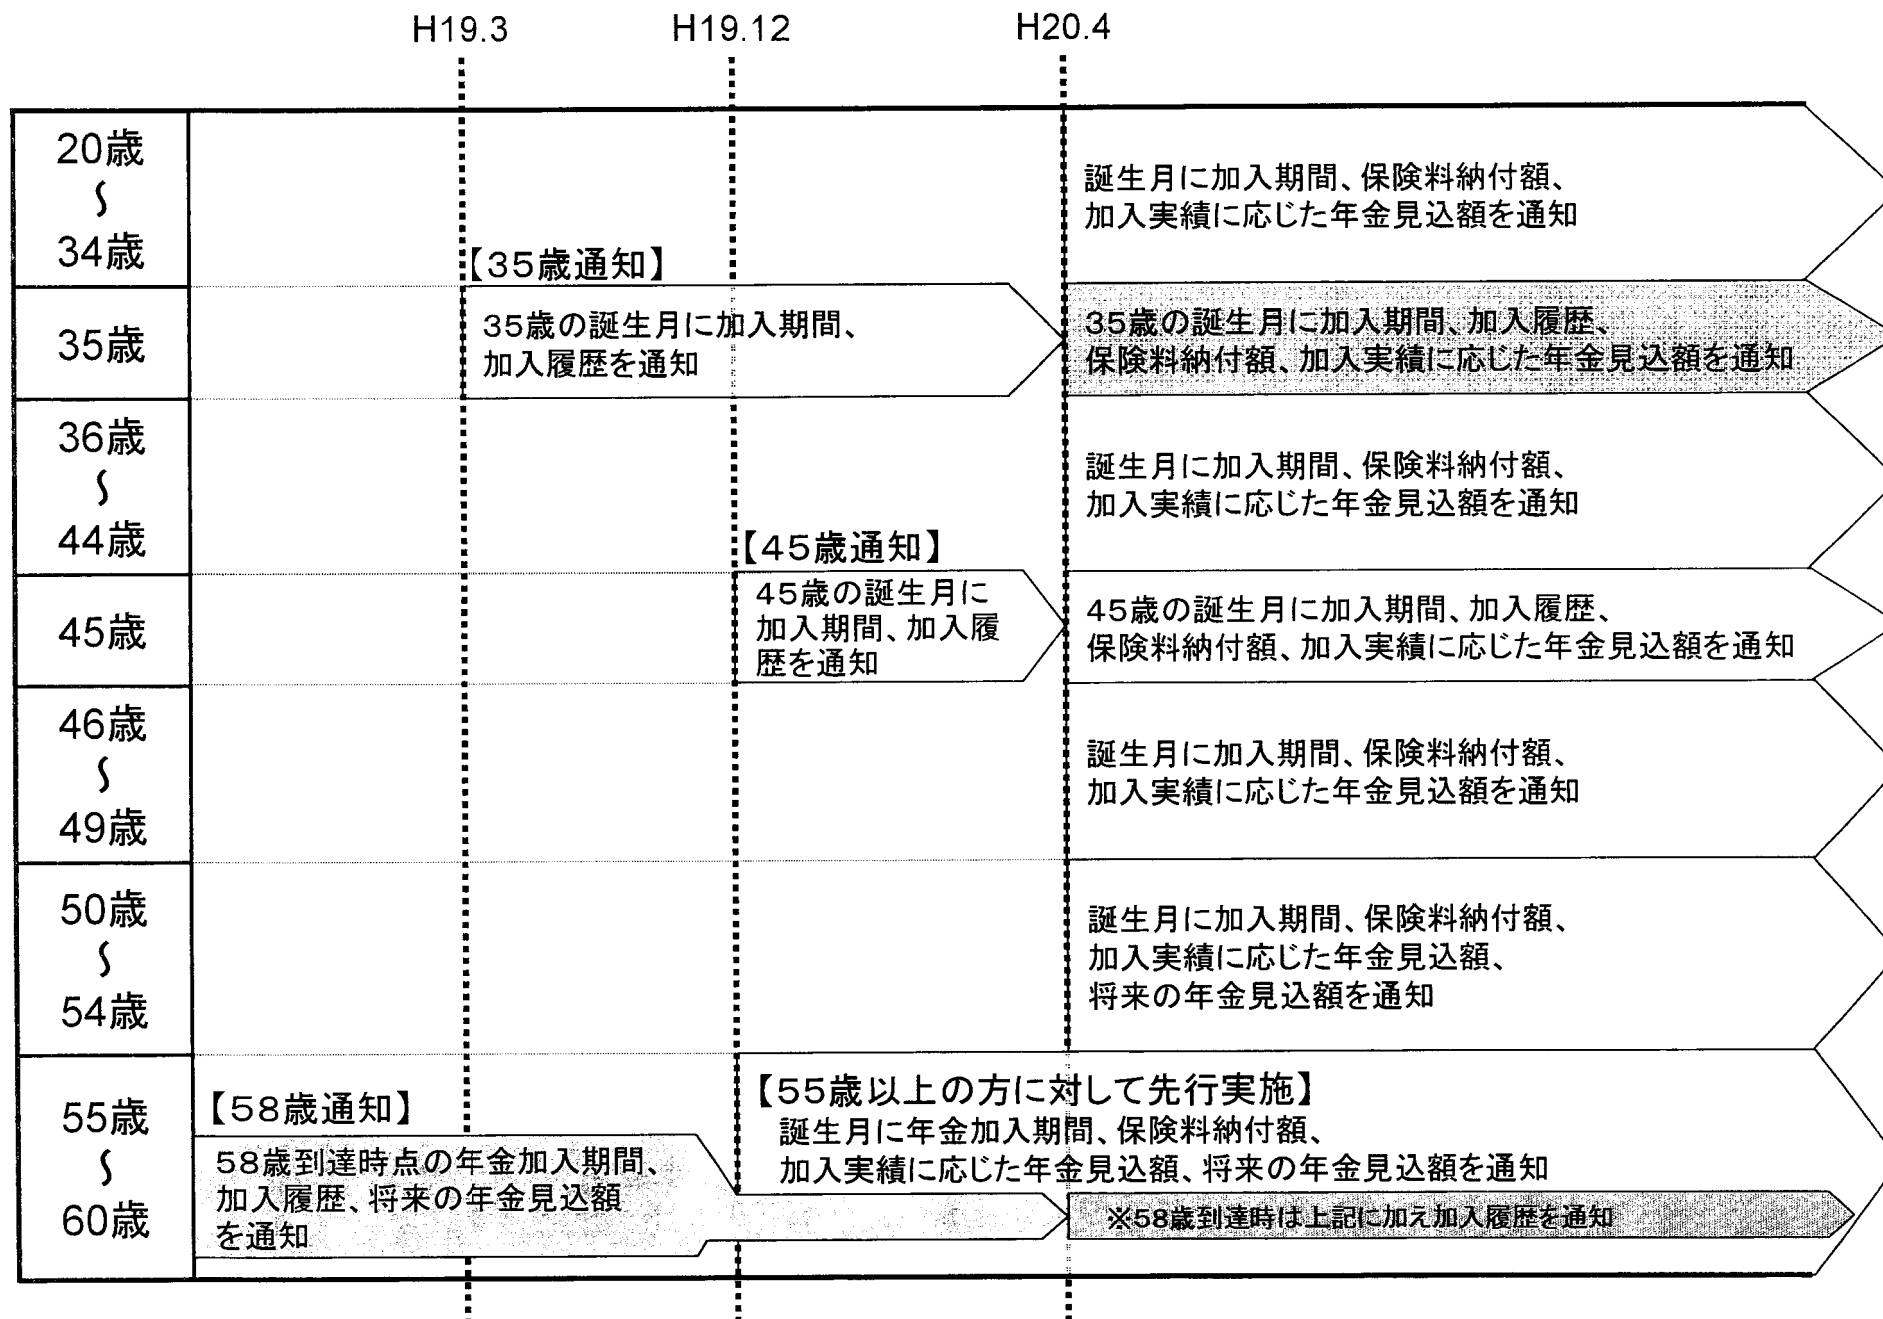 H19.3
H19.12
H20.4
20歳
~
34歳
誕生月に加入期間、保険料納付額、
加入実績に応じた年金見込額を通知
【35歳通知】
35歳
35歳の誕生月に加入期間、
加入履歴を通知
35歳の誕生月に加入期間、加入履歴、
保険料納付額、加入実績に応じた年金見込額を通知
36歳
~
44歳
誕生月に加入期間、保険料納付額、
加入実績に応じた年金見込額を通知
【45歳通知】
45歳
45歳の誕生月に
加入期間、加入履
歴を通知
45歳の誕生月に加入期間、加入履歴、
保険料納付額、加入実績に応じた年金見込額を通知
46歳
~
49歳
誕生月に加入期間、保険料納付額、
加入実績に応じた年金見込額を通知
50歳
~
54歳
誕生月に加入期間、保険料納付額、
加入実績に応じた年金見込額、
将来の年金見込額を通知
55歳
~
60歳
【58歳通知】
58歳到達時点の年金加入期間、
加入履歴、将来の年金見込額
を通知
【55歳以上の方に対して先行実施】
誕生月に年金加入期間、保険料納付額、
加入実績に応じた年金見込額、将来の年金見込額を通知
※58歳到達時は上記に加え加入履歴を通知